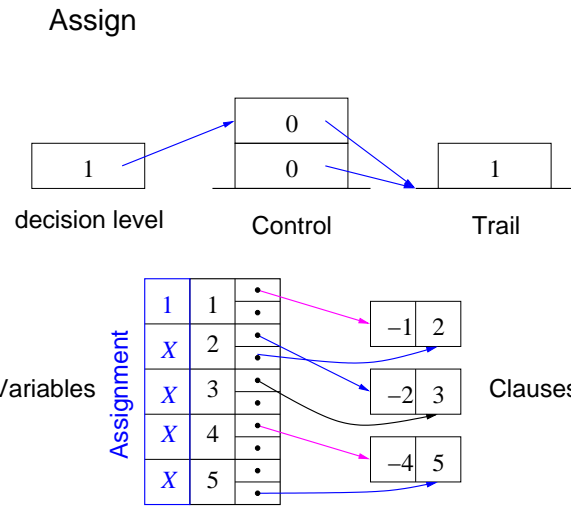 Assign
0
1 0 1
decision level Control Trail
1 1
−1 2
X 2
Variables Assignment X 3 −2 3 Clauses
X 4
−4 5
X 5